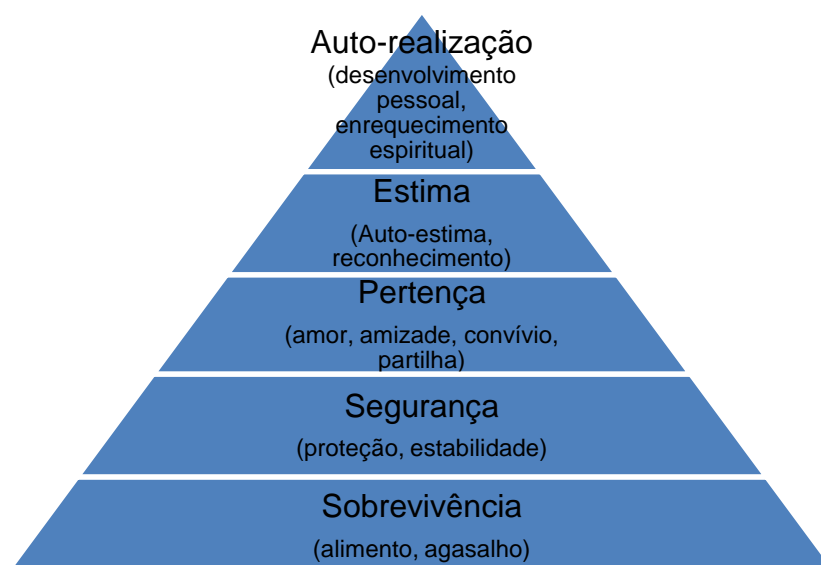 Auto-realização
(desenvolvimento
pessoal,
enrequecimento
espiritual)
Estima
(Auto-estima,
reconhecimento)
Pertença
(amor, amizade, convívio,
partilha)
Segurança
(proteção, estabilidade)
Sobrevivência
(alimento, agasalho)